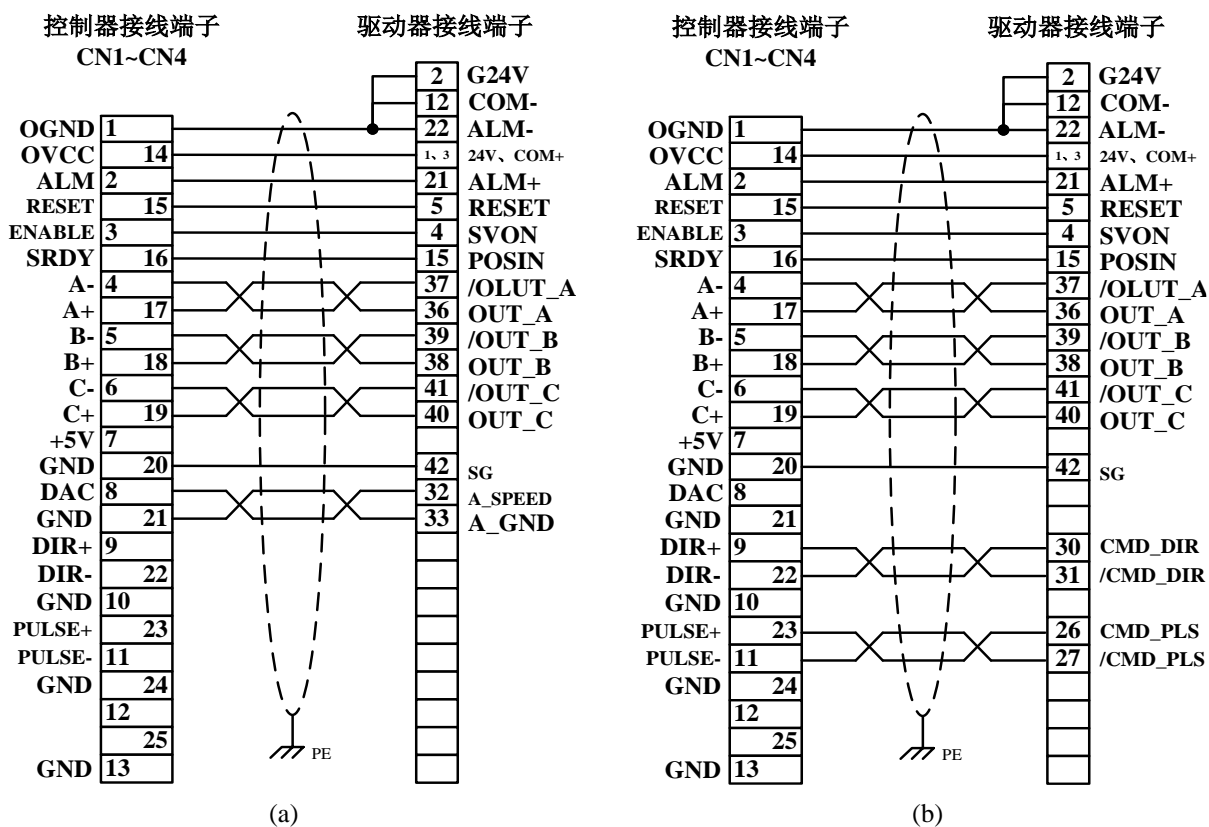 控制器接线端子 驱动器接线端子
CN1~CN4
2 G24V
12 COM-
OGND 1 22 ALM-
OVCC 14 1、3 24V、COM+
ALM 2 21 ALM+
RESET 15 5 RESET
ENABLE 3 4 SVON
SRDY 16 15 POSIN
A- 4 37 /OLUT_A
A+ 17 36 OUT_A
B- 5 39 /OUT_B
B+ 18 38 OUT_B
C- 6 41 /OUT_C
C+ 19 40 OUT_C
+5V 7
GND 20 42 SG
DAC 8 32 A_SPEED
GND 21 33 A_GND
DIR+ 9
DIR- 22
GND 10
PULSE+ 23
PULSE- 11
GND 24
12
25
GND 13
PE
(a)
控制器接线端子 驱动器接线端子
CN1~CN4
2 G24V
12 COM-
OGND 1 22 ALM-
OVCC 14 1、3 24V、COM+
ALM 2 21 ALM+
RESET 15 5 RESET
ENABLE 3 4 SVON
SRDY 16 15 POSIN
A- 4 37 /OLUT_A
A+ 17 36 OUT_A
B- 5 39 /OUT_B
B+ 18 38 OUT_B
C- 6 41 /OUT_C
C+ 19 40 OUT_C
+5V 7
GND 20 42 SG
DAC 8
GND 21
DIR+ 9 30 CMD_DIR
DIR- 22 31 /CMD_DIR
GND 10
PULSE+ 23 26 CMD_PLS
PULSE- 11 27 /CMD_PLS
GND 24
12
25
GND 13
PE
(b)